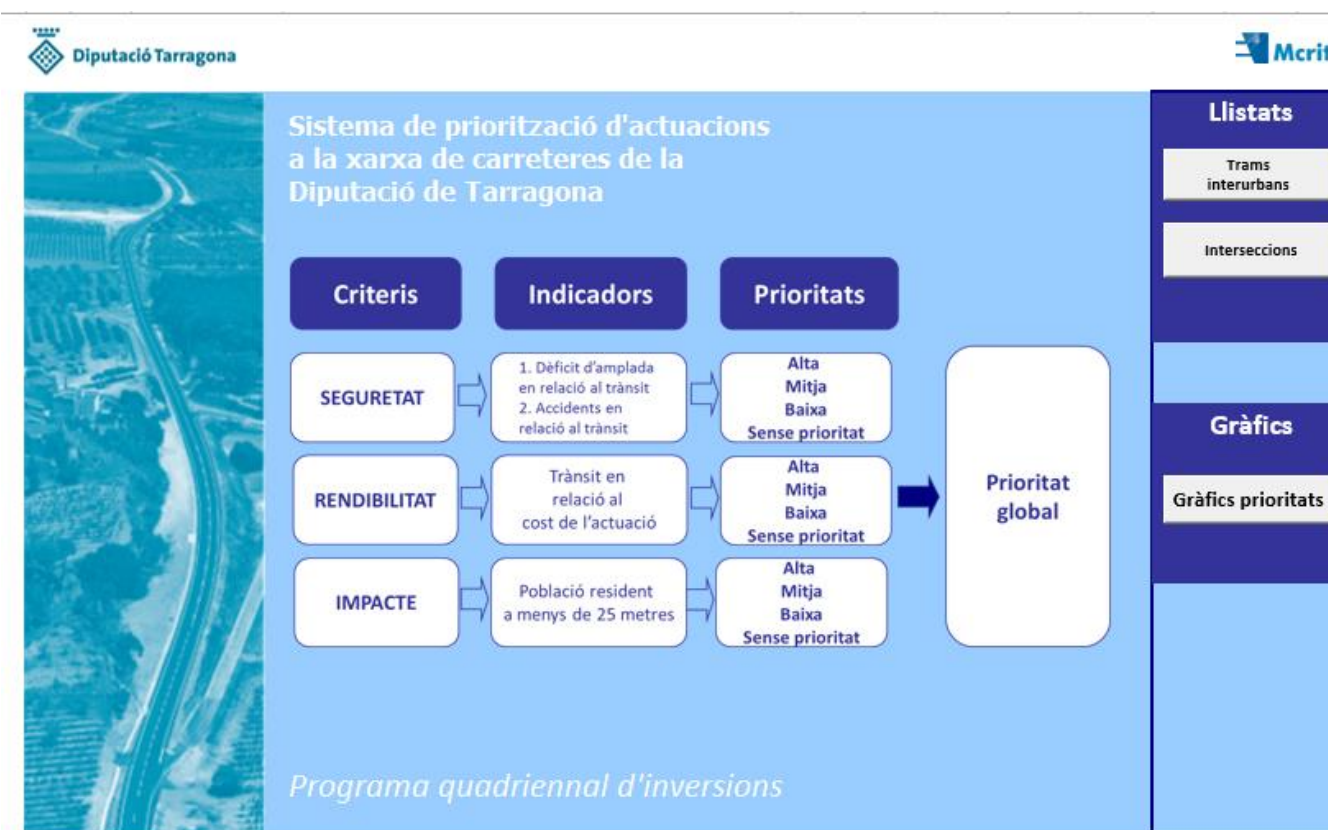 Diputació Tarragona
Sistema de priorització d'actuacions
a la xarxa de carreteres de la
Diputació de Tarragona
Criteris
Indicadors
Prioritats
SEGURETAT
1. Dèficit d'amplada
en relació al trànsit
2. Accidents en
relació al trànsit
Alta
Mitja
Baixa
Sense prioritat
RENDIBILITAT
Trànsit en
relació al
cost de l'actuació
Alta
Mitja
Baixa
Sense prioritat
IMPACTE
Població resident
a menys de 25 metres
Alta
Mitja
Baixa
Sense prioritat
Prioritat
global
Programa quadriennal d'inversions
Llistats
Trams
interurbans
Interseccions
Gràfics
Gràfics prioritats